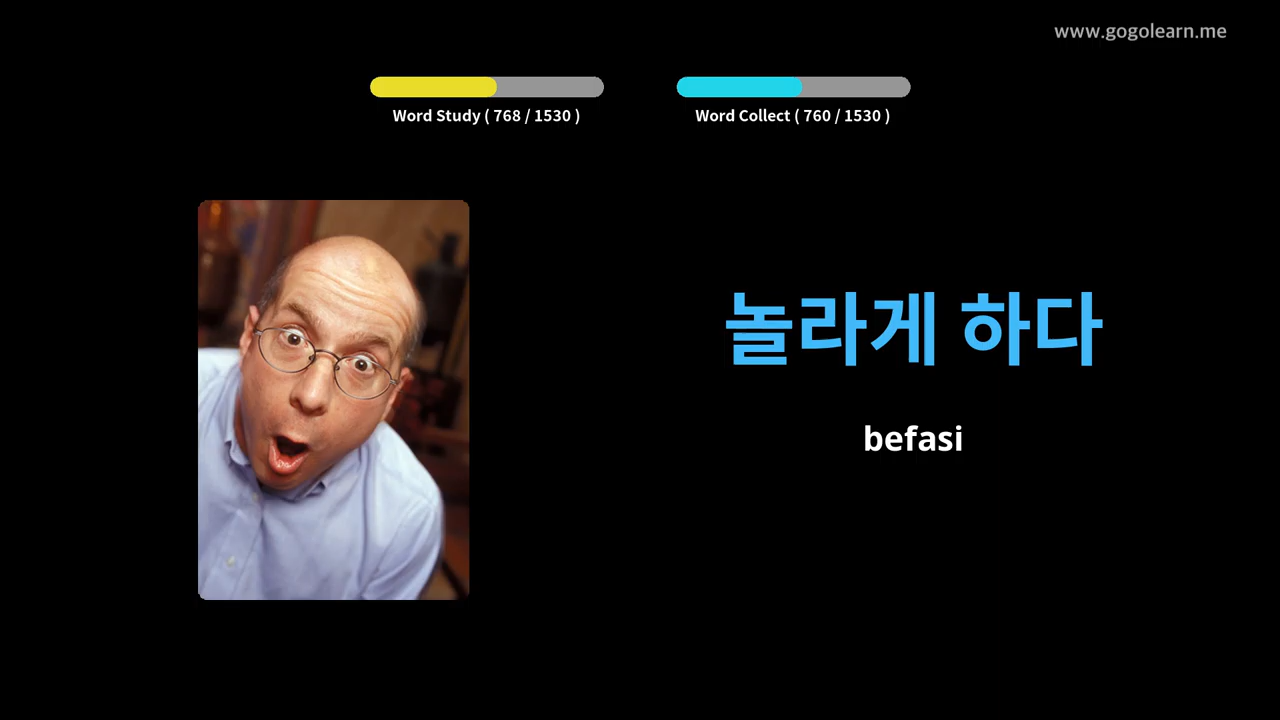 www.gogolearn.me
Word Study ( 768 / 1530 )
Word Collect ( 760 / 1530 )
놀라게 하다
befasi